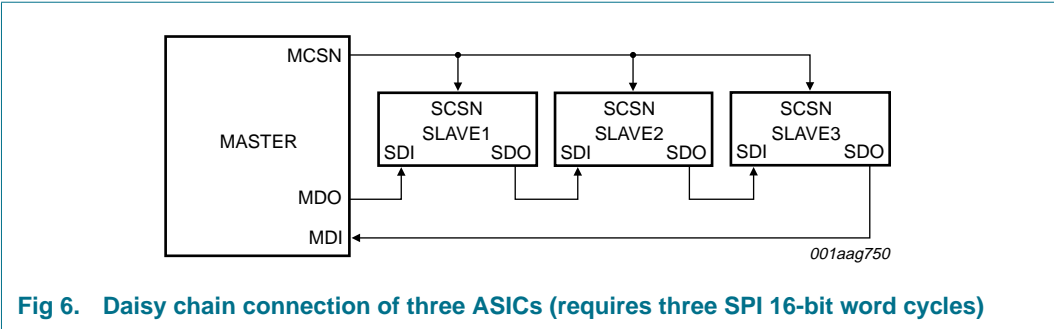 MCSN
SCSN SCSN SCSN
MASTER SLAVE1 SLAVE2 SLAVE3
SDI SDO SDI SDO SDI SDO
MDO
MDI
001aag750
Fig 6. Daisy chain connection of three ASICs (requires three SPI 16-bit word cycles)